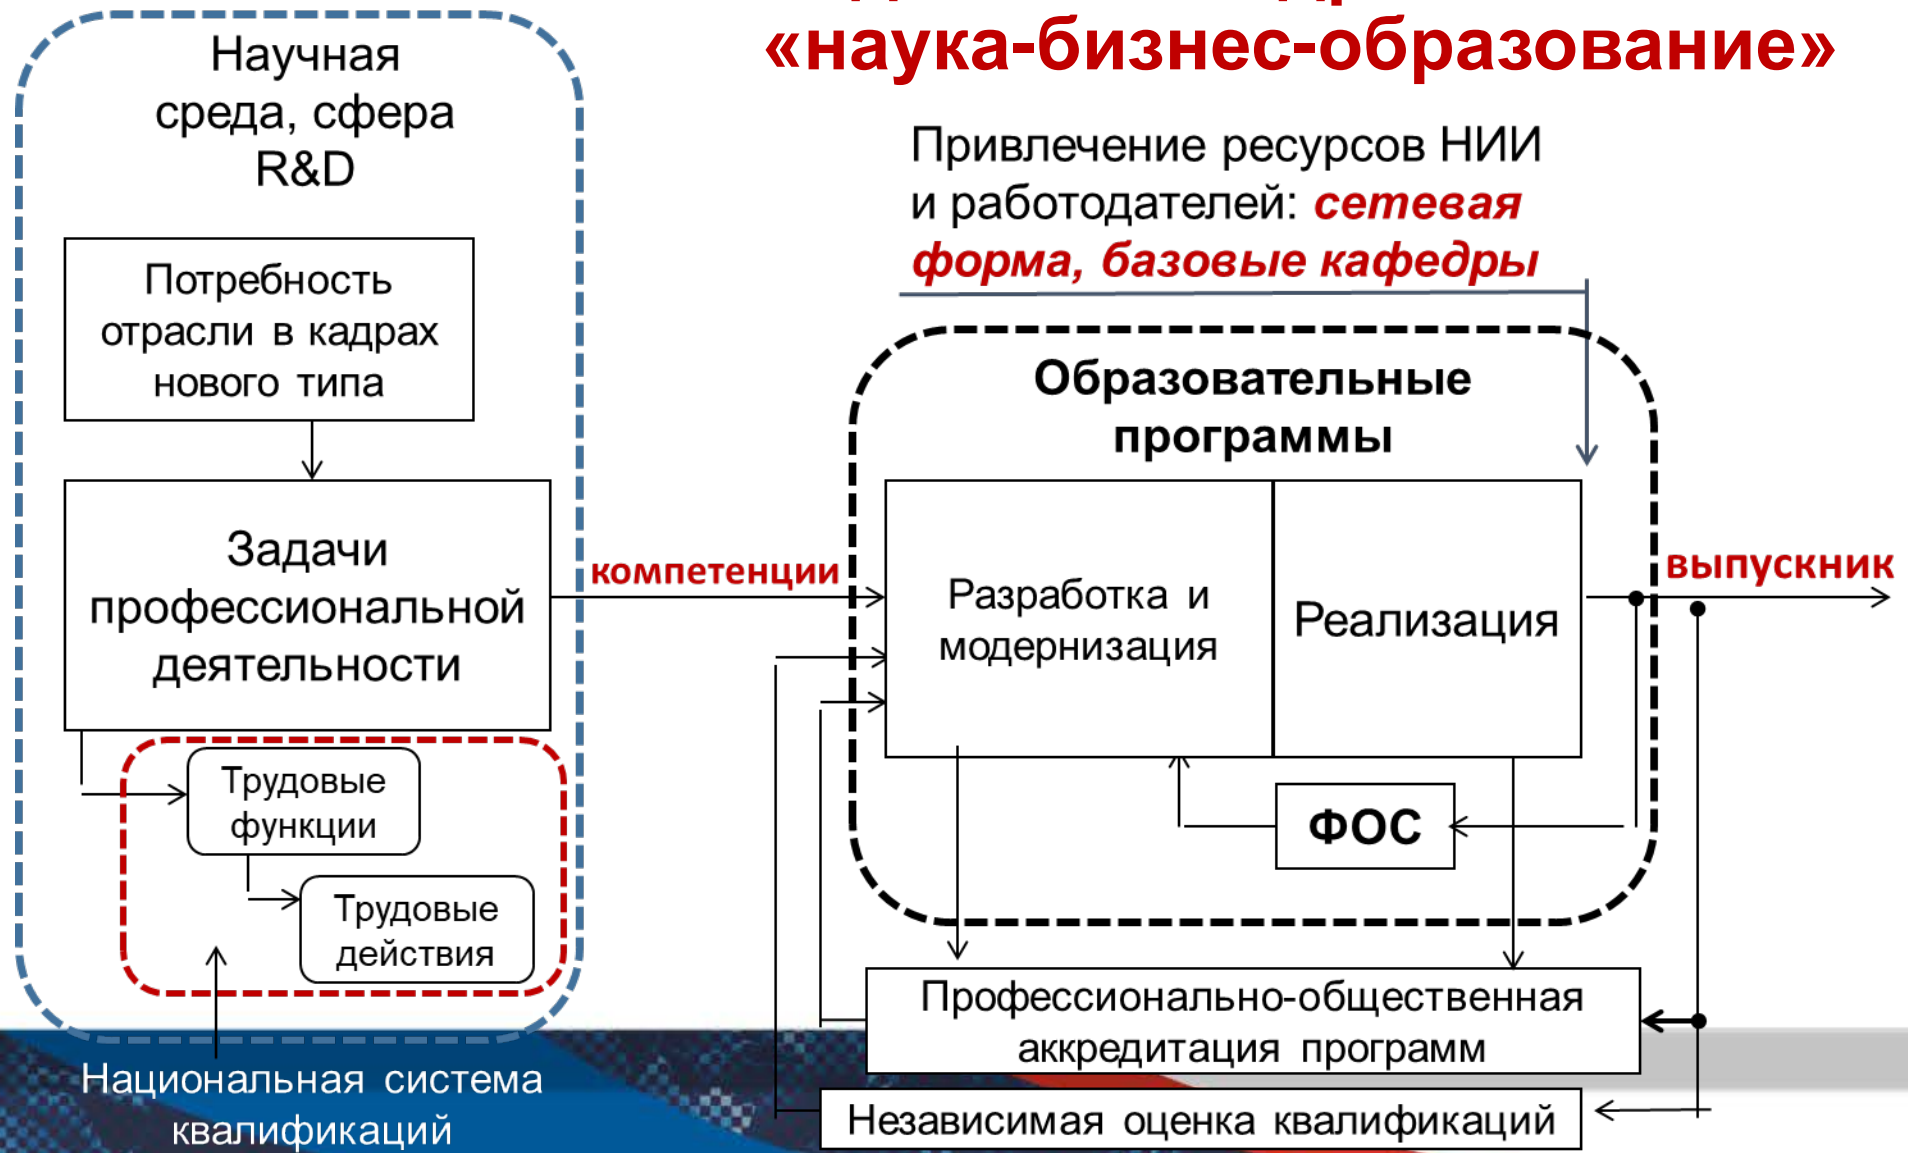 «наука-бизнес-образование»
Научная
среда, сфера
R&D
Потребность
отрасли в кадрах
нового типа
Задачи
профессиональной
деятельности
Трудовые
функции
Трудовые
действия
Национальная система
квалификаций
компетенции
Привлечение ресурсов НИИ
и работодателей: сетевая
форма, базовые кафедры
Образовательные
программы
Разработка и
модернизация
Реализация
ФОС
выпускник
Профессионально-общественная
аккредитация программ
Независимая оценка квалификаций